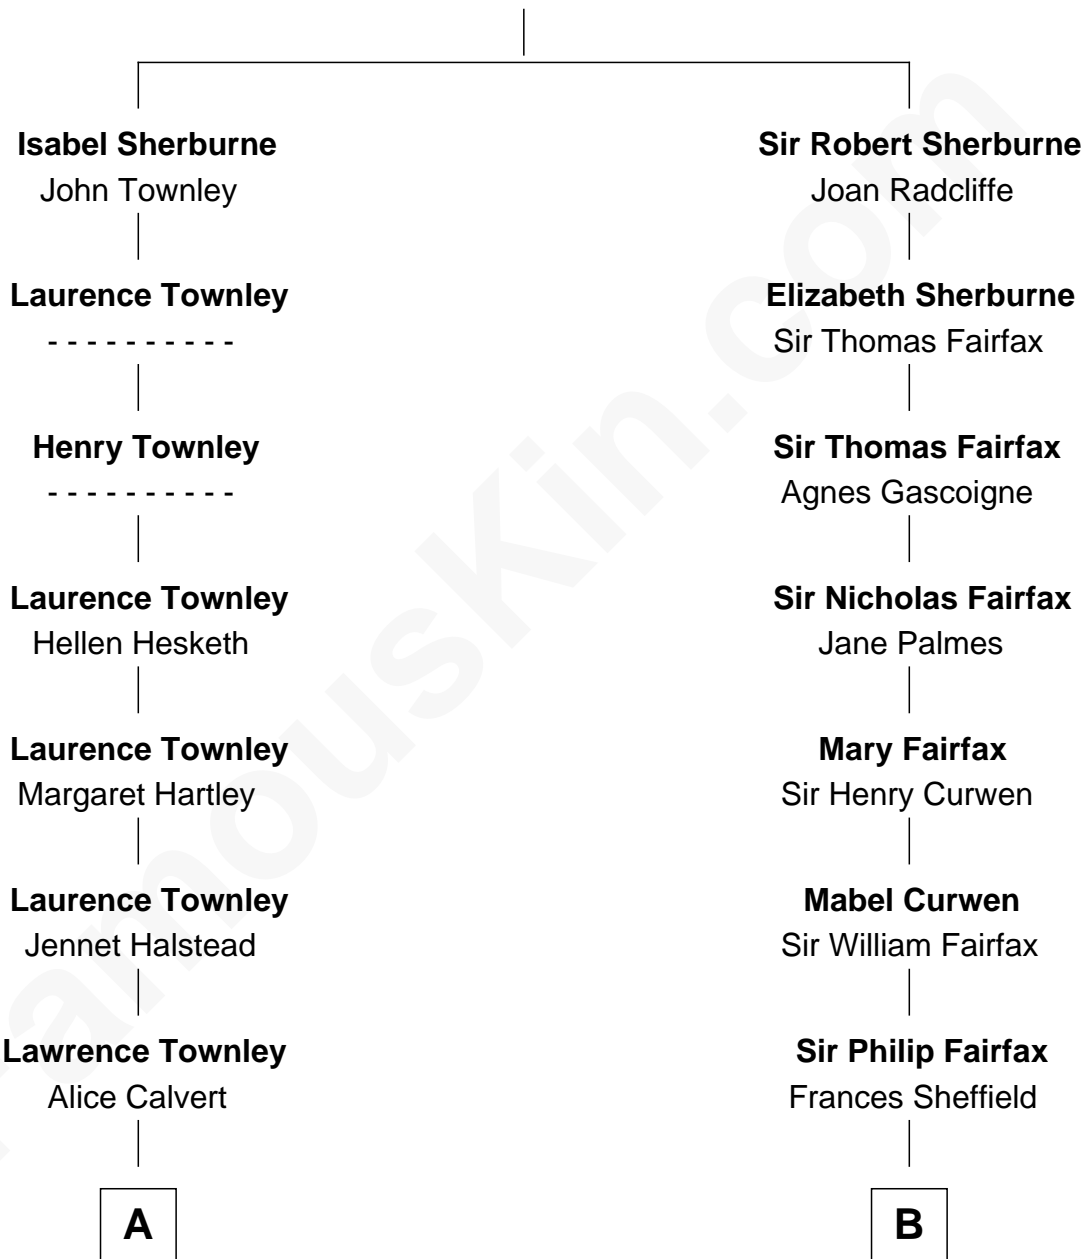 Isabel Sherburne
John Townley
Laurence Townley
- - - - - - - - - -
Henry Townley
- - - - - - - - - -
Laurence Townley
Hellen Hesketh
Laurence Townley
Margaret Hartley
Laurence Townley
Jennet Halstead
Lawrence Townley
Alice Calvert
A
Sir Robert Sherburne
Joan Radcliffe
Elizabeth Sherburne
Sir Thomas Fairfax
Sir Thomas Fairfax
Agnes Gascoigne
Sir Nicholas Fairfax
Jane Palmes
Mary Fairfax
Sir Henry Curwen
Mabel Curwen
Sir William Fairfax
Sir Philip Fairfax
Frances Sheffield
B
FamousKin.com